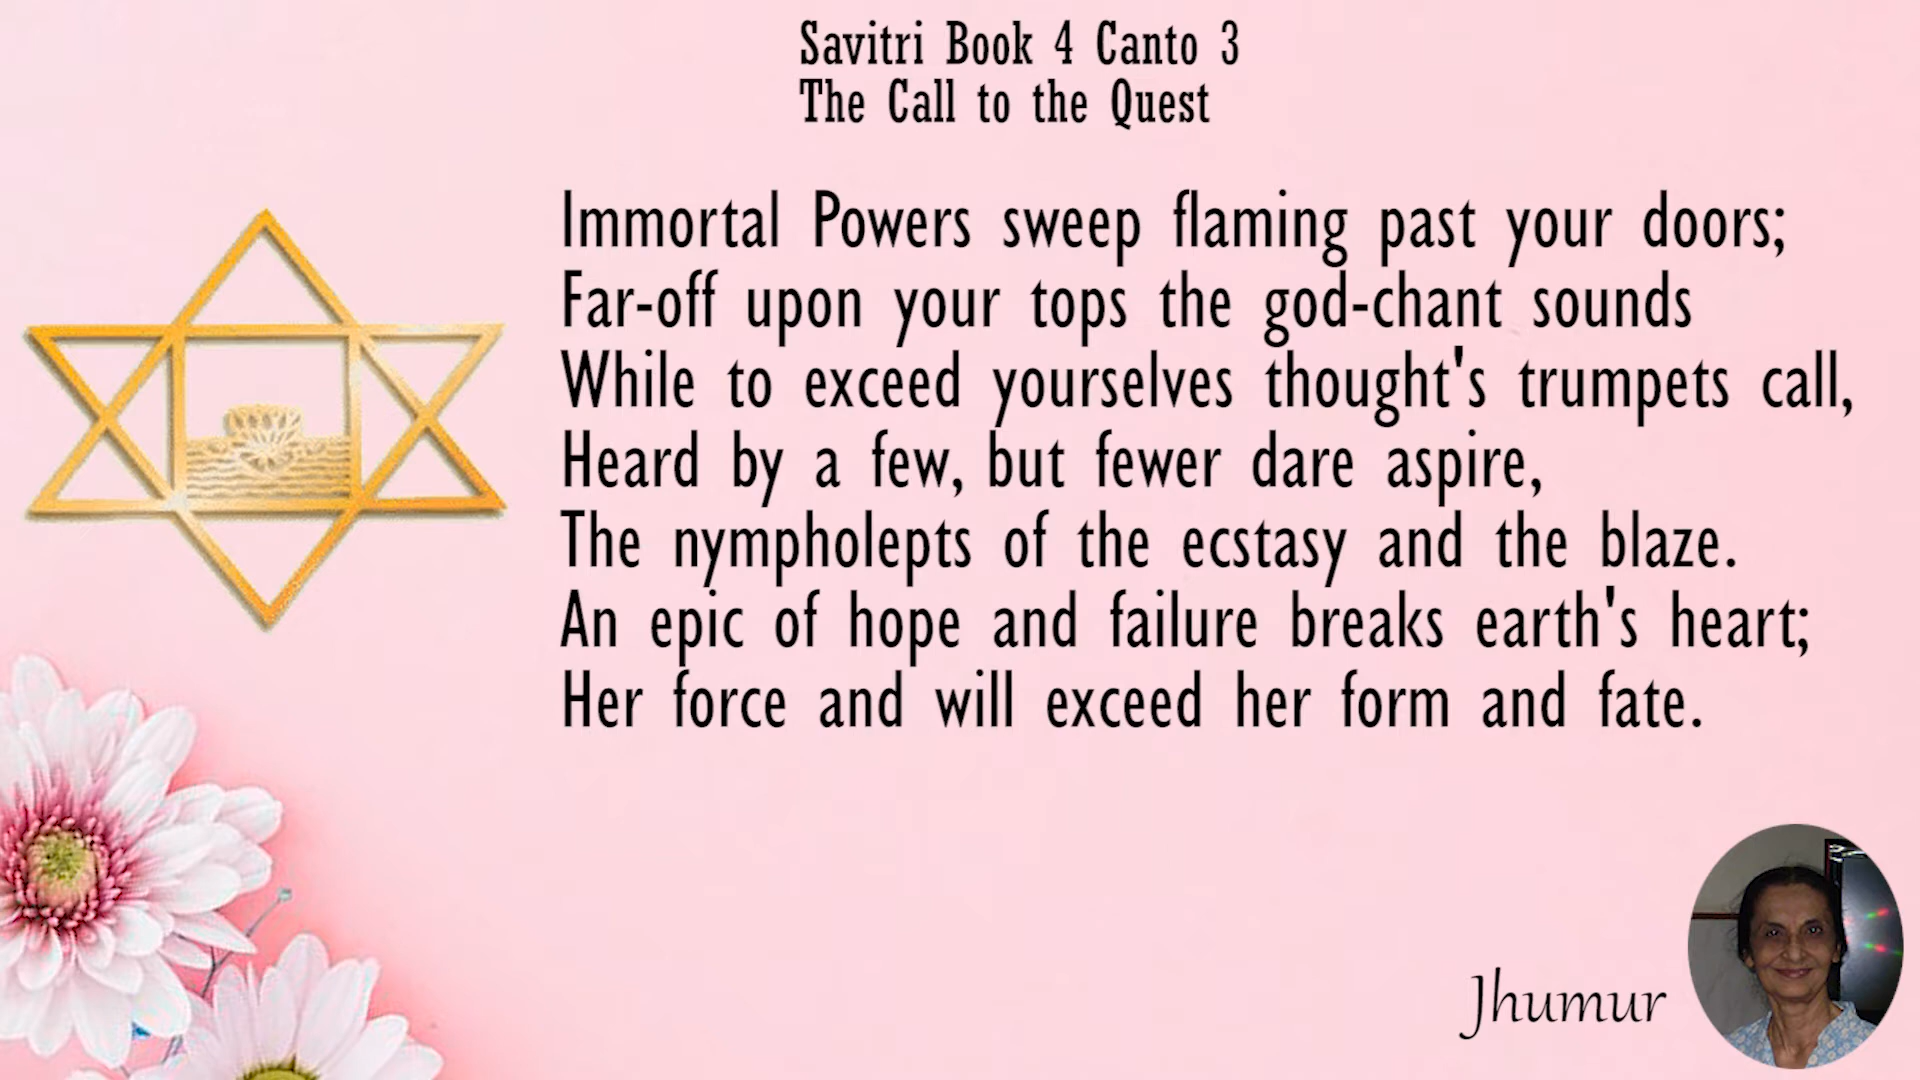 Savitri Book 4 Canto 3
The Call to the Quest
Immortal Powers sweep flaming past your doors;
Far-off upon your tops the god-chant sounds
While to exceed yourselves thought's trumpets call,
Heard by a few, but fewer dare aspire,
The nympholepts of the ecstasy and the blaze.
An epic of hope and failure breaks earth's heart;
Her force and will exceed her form and fate.
Jhumur